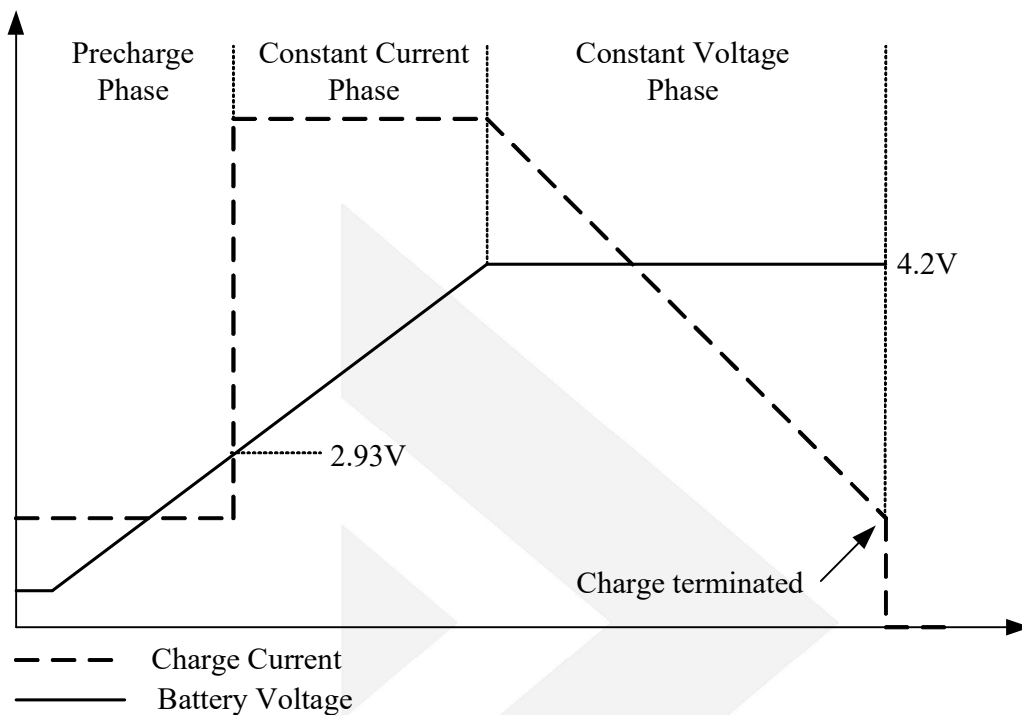 Precharge
Phase
Constant Current
Phase
Constant Voltage
Phase
4.2V
2.93V
Charge terminated
Charge Current
Battery Voltage